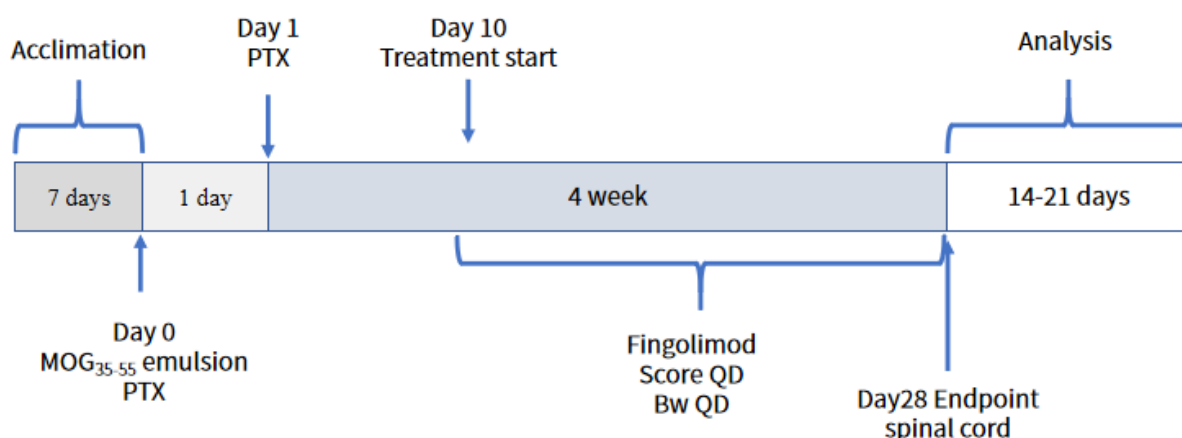 Acclimation
Day 1
PTX
Day 10
Treatment start
Analysis
7 days
1 day
4 week
14-21 days
Day 0
MOG35-55 emulsion
PTX
Fingolimod
Score QD
Bw QD
Day28 Endpoint
spinal cord